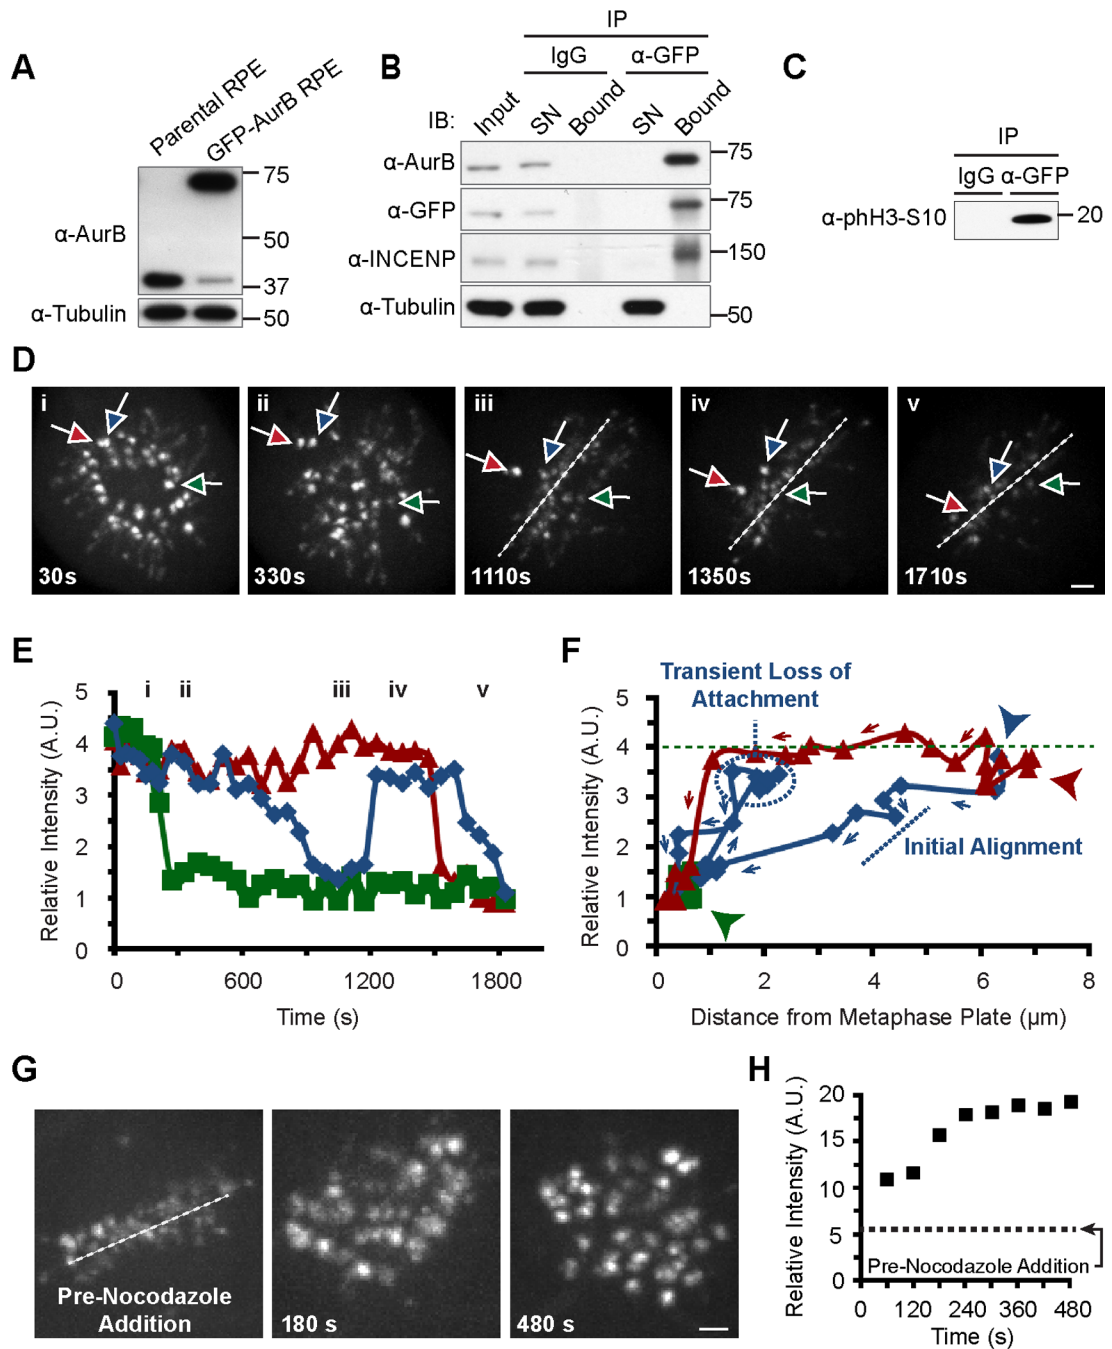 A
Parental RPE
GFP-AurB RPE
α-AurB
75
50
37
α-Tubulin
50
B
IP
IgG
α-GFP
IB:
Input
SN
Bound
SN
Bound
α-AurB
75
α-GFP
75
α-INCENP
150
α-Tubulin
50
C
IP
IgG α-GFP
α-phH3-S10
20
D
i
30s
ii
330s
iii
1110s
iv
1350s
v
1710s
E
i ii iii iv v
Relative Intensity (A.U.)
5
4
3
2
1
0
0 600 1200 1800
Time (s)
F
Transient Loss of
Attachment
Initial Alignment
Relative Intensity (A.U.)
5
4
3
2
1
0
0 2 4 6 8
Distance from Metaphase Plate (μm)
G
Pre-Nocodazole
Addition
180 s
480 s
H
Relative Intensity (A.U.)
20
15
10
5
0
Pre-Nocodazole Addition
0 120 240 360 480
Time (s)